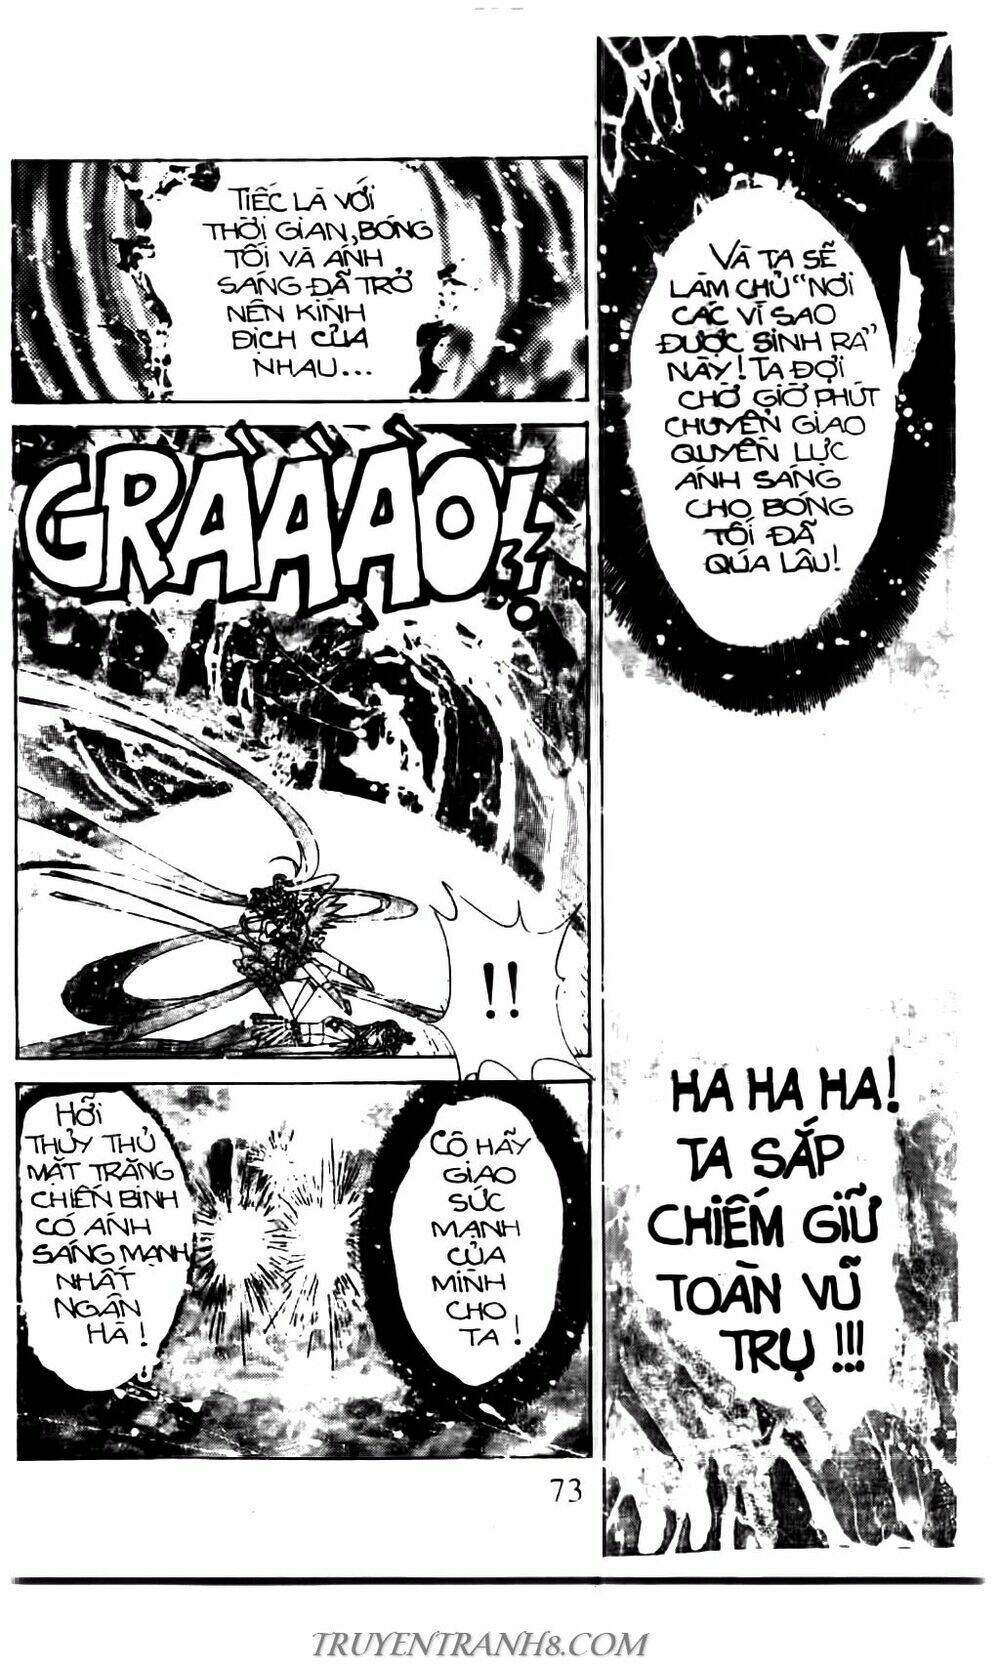 TIẾC LÀ VỚI
THỜI GIAN, BÓNG
TỐI VÀ ÁNH
SÁNG ĐÃ TRỞ
NÊN KÌNH
ĐỊCH CỦA
NHAU...
VÀ TA SẼ
LÀM CHỦ "NƠI
CÁC VÌ SAO
ĐƯỢC SINH RA"
NÀY! TA ĐỢI
CHỜ GIỜ PHÚT
CHUYỂN GIAO
QUYỀN LỰC
ÁNH SÁNG
CHO BÓNG
TỐI ĐÃ
QÚA LÂU!
GRÀÀÀO!!
!!
HỠI
THỦY THỦ
MẶT TRĂNG
CHIẾN BINH
CÓ ÁNH
SÁNG MẠNH
NHẤT
NGÂN
HÀ!
CÔ HÃY
GIAO
SỨC
MẠNH
CỦA
MÌNH
CHO
TA!
HA HA HA!
TA SẮP
CHIẾM GIỮ
TOÀN VŨ
TRỤ!!!
73
TRUYENTRANH8.COM